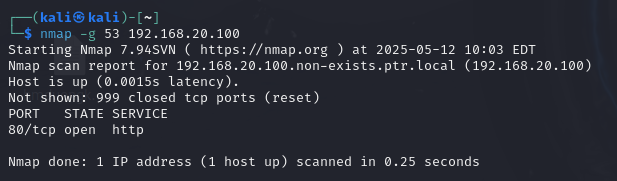 ┌──(kali㉿kali)-[~]
└─$ nmap -g 53 192.168.20.100
Starting Nmap 7.94SVN ( https://nmap.org ) at 2025-05-12 10:03 EDT
Nmap scan report for 192.168.20.100.non-exists.ptr.local (192.168.20.100)
Host is up (0.0015s latency).
Not shown: 999 closed tcp ports (reset)
PORT   STATE SERVICE
80/tcp open  http

Nmap done: 1 IP address (1 host up) scanned in 0.25 seconds